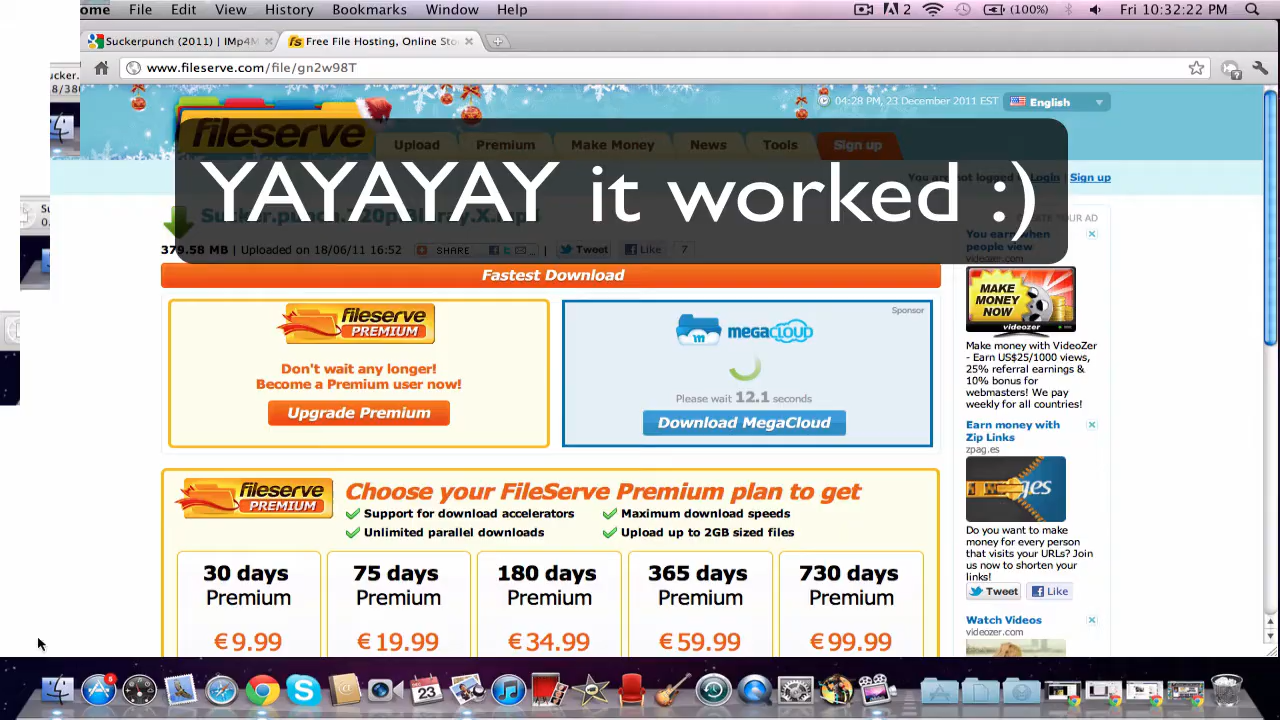 ome File Edit View History Bookmarks Window Help 2 (100%) Fri 10:32:22 PM
Suckerpunch (2011) | IMp4M Free File Hosting, Online Sto
www.fileserve.com/file/gn2w98T
04:28 PM, 23 December 2011 EST English
fileserve Upload Premium Make Money News Tools Sign up
You are not logged Login Sign up
YAYAYAY it worked :)
379.58 MB | Uploaded on 18/06/11 16:52 SHARE | Tweet Like 7
Fastest Download
fileserve
PREMIUM
Don't wait any longer!
Become a Premium user now!
Upgrade Premium
Sponsor
m MEGACLOUD
Please wait 12.1 seconds
Download MegaCloud
fileserve
PREMIUM
Choose your FileServe Premium plan to get
Support for download accelerators Maximum download speeds
Unlimited parallel downloads Upload up to 2GB sized files
30 days 75 days 180 days 365 days 730 days
Premium Premium Premium Premium Premium
€9.99 €19.99 €34.99 €59.99 €99.99
YOUR AD
You earn when
people view
videozer.com
MAKE
MONEY
NOW
videozer
Make money with VideoZer
- Earn US$25/1000 views,
25% referral earnings &
10% bonus for
webmasters! We pay
weekly for all countries!
Earn money with
Zip Links
zpag.es
ges
Do you want to make
money for every person
that visits your URLs? Join
us now to shorten your
links!
Tweet Like
Watch Videos
videozer.com
23